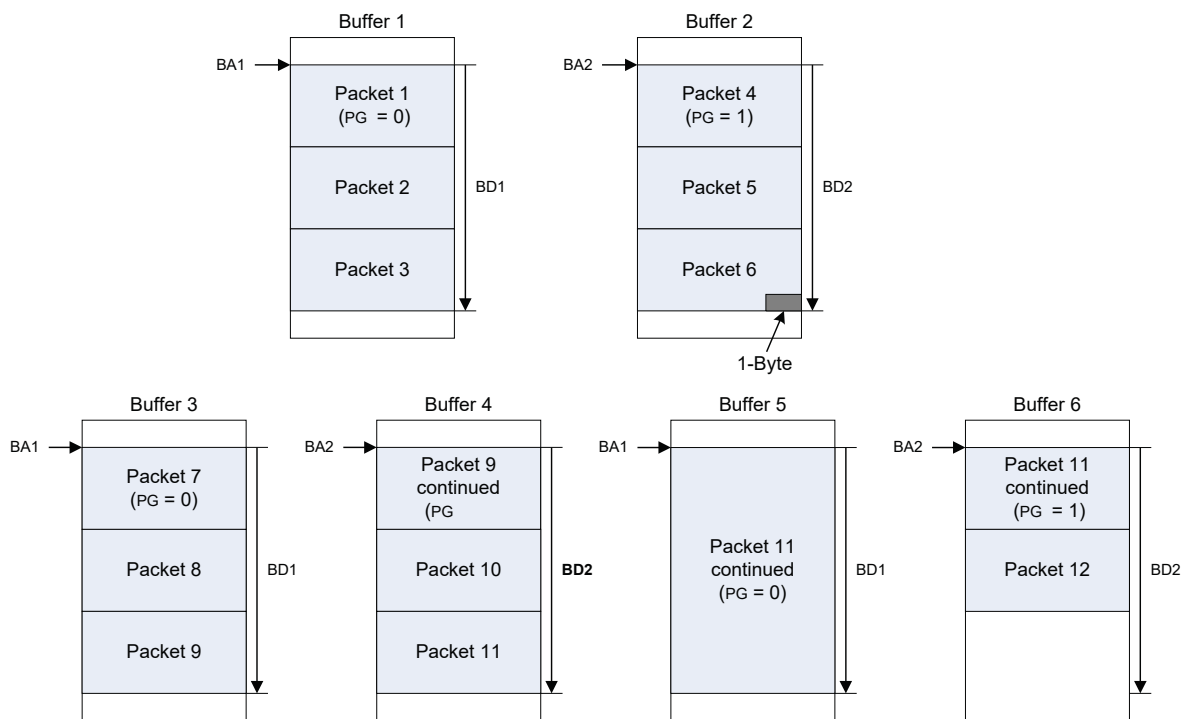 Buffer 1
BA1
Packet 1
(PG = 0)
Packet 2
Packet 3
BD1
Buffer 2
BA2
Packet 4
(PG = 1)
Packet 5
Packet 6
BD2
1-Byte
Buffer 3
BA1
Packet 7
(PG = 0)
Packet 8
Packet 9
BD1
Buffer 4
BA2
Packet 9
continued
(PG
Packet 10
Packet 11
BD2
Buffer 5
BA1
Packet 11
continued
(PG = 0)
BD1
Buffer 6
BA2
Packet 11
continued
(PG = 1)
Packet 12
BD2